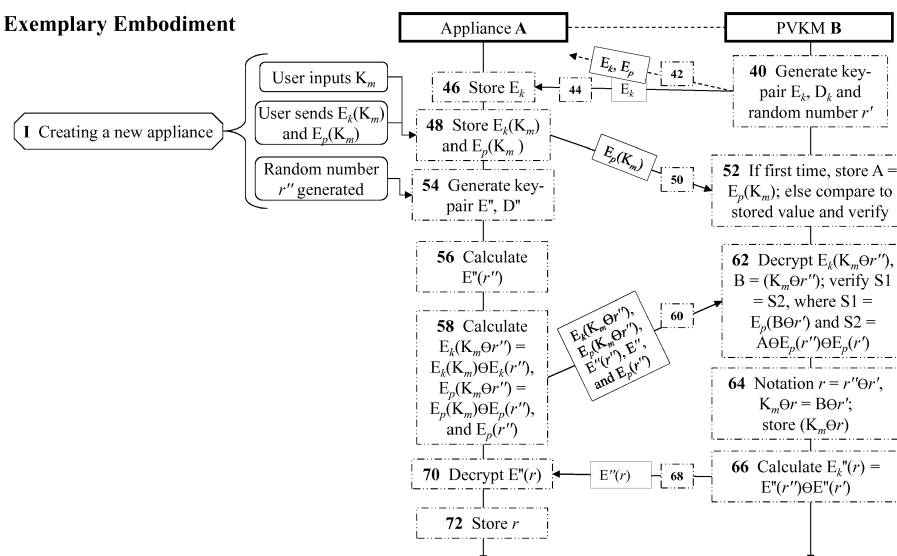 Exemplary Embodiment
Appliance A
PVKM B
I Creating a new appliance
User inputs Kₘ
User sends Eₖ(Kₘ)
and Eₚ(Kₘ)
Random number
r" generated
Eₖ, Eₚ
42
40 Generate key-
pair Eₖ, Dₖ and
random number r'
46 Store Eₖ
44
Eₖ
48 Store Eₖ(Kₘ)
and Eₚ(Kₘ )
Eₚ(Kₘ)
50
52 If first time, store A =
Eₚ(Kₘ); else compare to
stored value and verify
54 Generate key-
pair E", D"
56 Calculate
E"(r")
58 Calculate
Eₖ(KₘΘr") =
Eₖ(Kₘ)ΘEₖ(r"),
Eₚ(KₘΘr") =
Eₚ(Kₘ)ΘEₚ(r"),
and Eₚ(r")
Eₖ(KₘΘr"),
Eₚ(KₘΘr"),
E"(r"), E",
and Eₚ(r")
60
62 Decrypt Eₖ(KₘΘr"),
B = (KₘΘr"); verify S1
= S2, where S1 =
Eₚ(BΘr') and S2 =
AΘEₚ(r")ΘEₚ(r')
64 Notation r = r"Θr',
KₘΘr = BΘr';
store (KₘΘr)
66 Calculate Eₖ"(r) =
E"(r")ΘE"(r')
68
E"(r)
70 Decrypt E"(r)
72 Store r